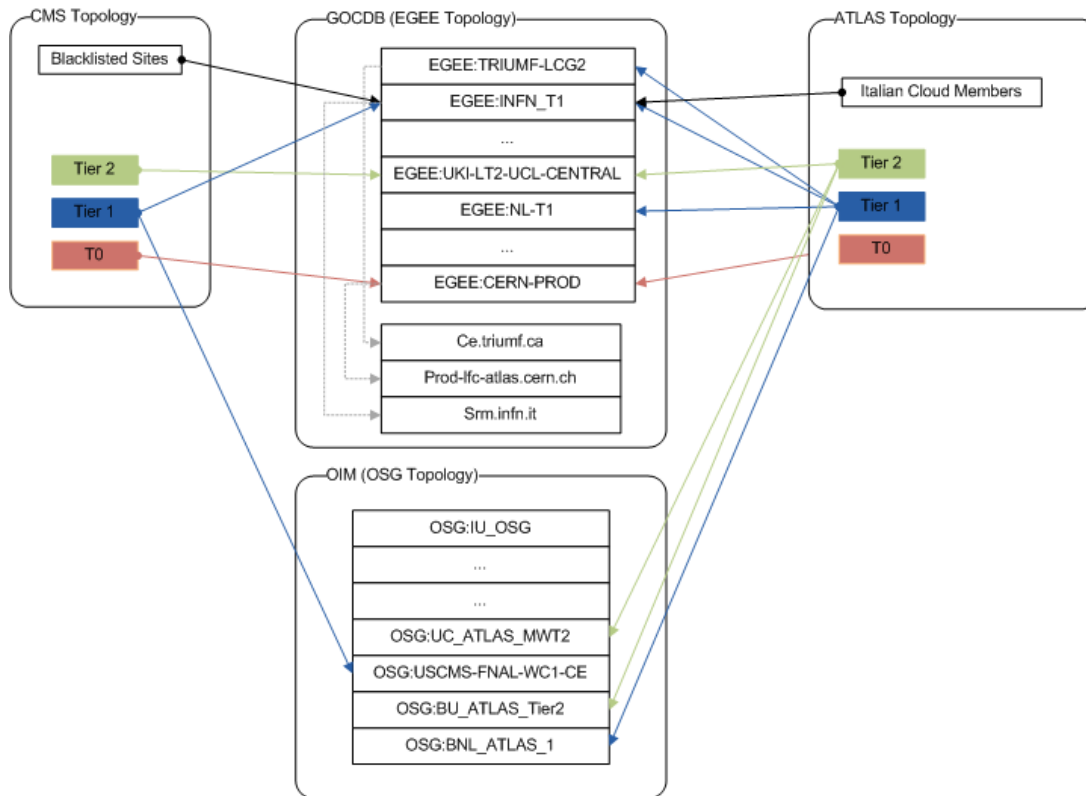 CMS Topology
Blacklisted Sites
Tier 2
Tier 1
T0
GOCDB (EGEE Topology)
EGEE:TRIUMF-LCG2
EGEE:INFN_T1
...
EGEE:UKI-LT2-UCL-CENTRAL
EGEE:NL-T1
...
EGEE:CERN-PROD
Ce.triumf.ca
Prod-lfc-atlas.cern.ch
Srm.infn.it
ATLAS Topology
Italian Cloud Members
Tier 2
Tier 1
T0
OIM (OSG Topology)
OSG:IU_OSG
...
...
OSG:UC_ATLAS_MWT2
OSG:USCMS-FNAL-WC1-CE
OSG:BU_ATLAS_Tier2
OSG:BNL_ATLAS_1